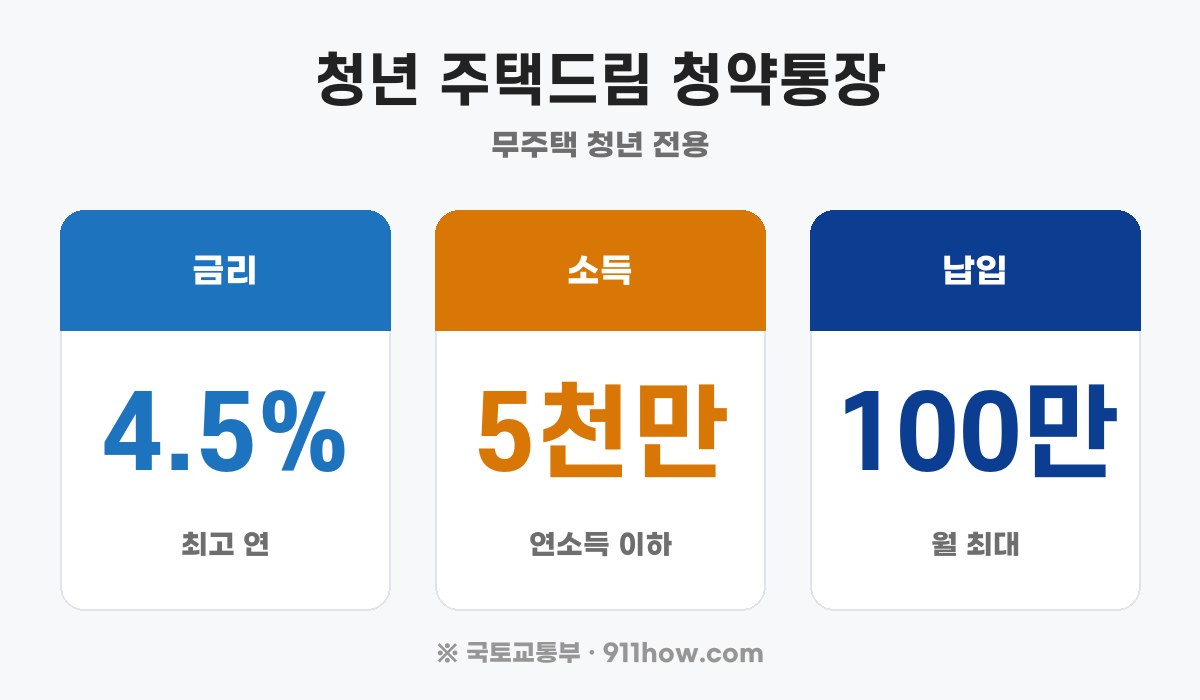 청년 주택드림 청약통장
무주택 청년 전용
금리
4.5%
최고 연
소득
5천만
연소득 이하
납입
100만
월 최대
※ 국토교통부 · 911how.com